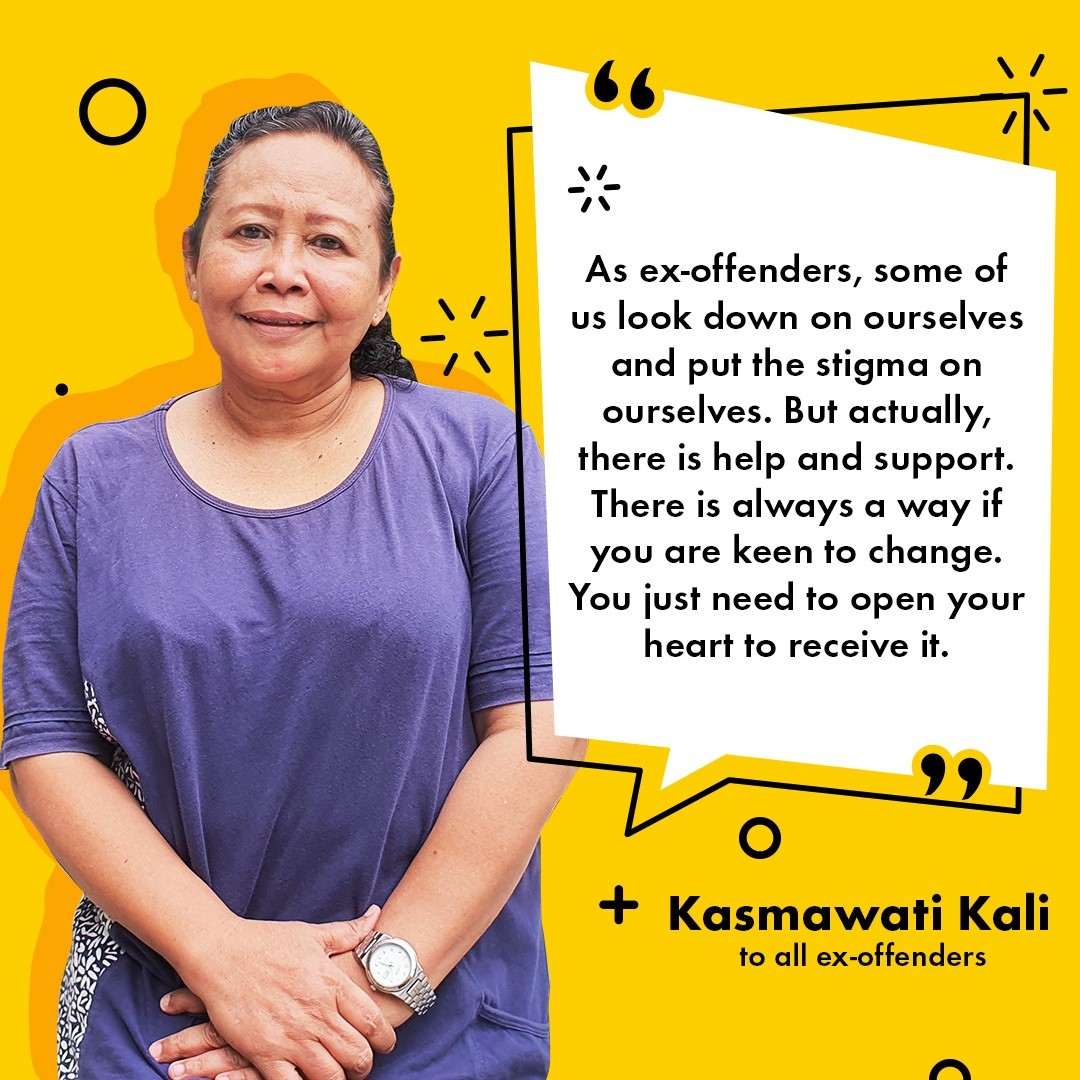 “
As ex-offenders, some of
us look down on ourselves
and put the stigma on
ourselves. But actually,
there is help and support.
There is always a way if
you are keen to change.
You just need to open your
heart to receive it.
”
Kasmawati Kali
to all ex-offenders